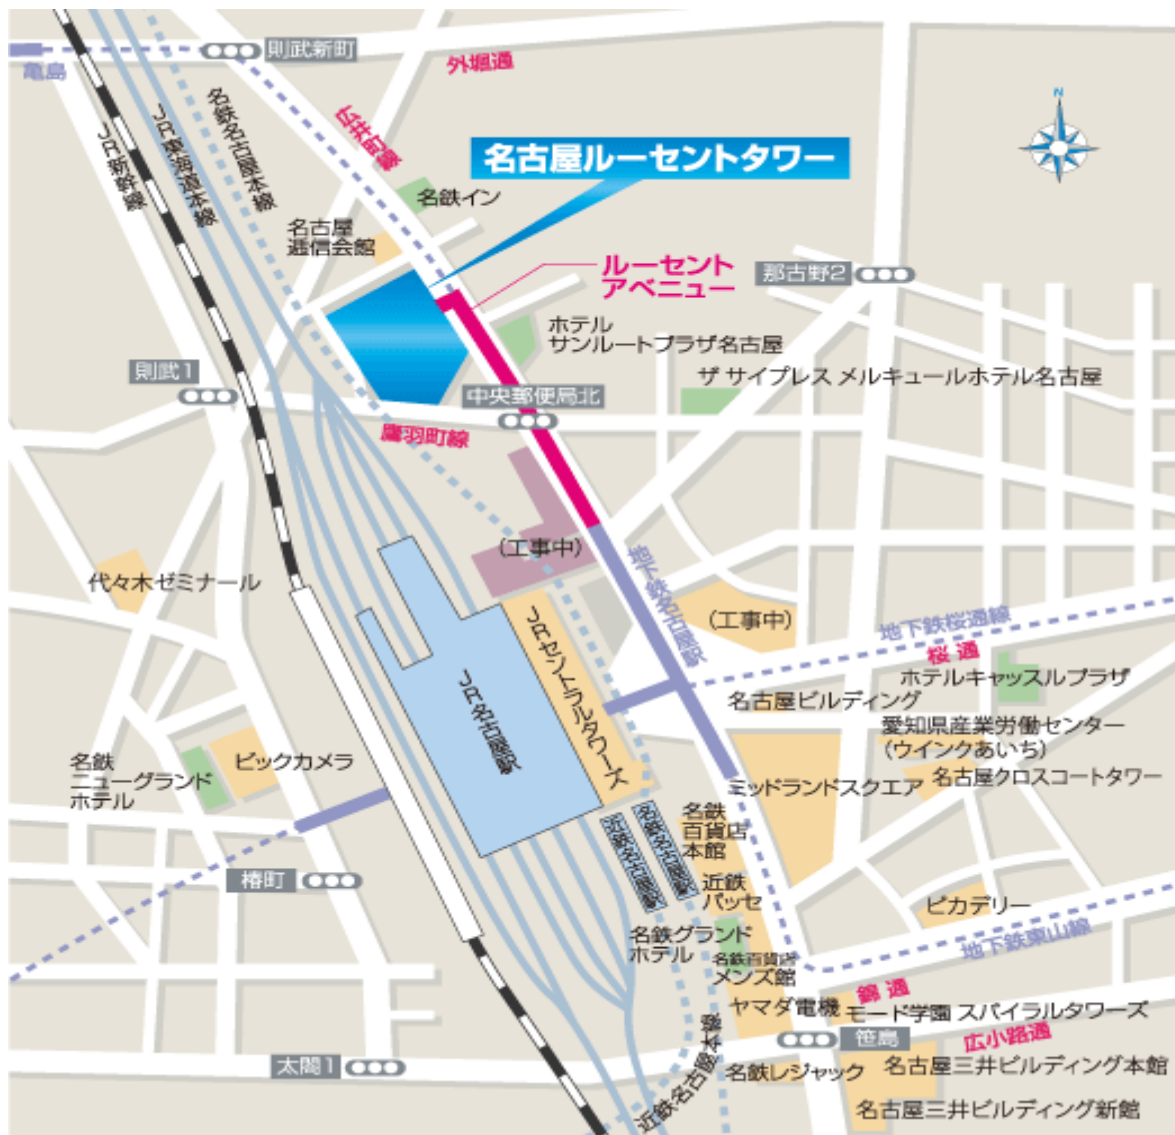 則武新町
外堀通
亀島
N
名鉄名古屋本線
JR東海道本線
JR新幹線
広井町線
名古屋ルーセントタワー
名鉄イン
名古屋
逓信会館
ルーセント
アベニュー
那古野2
ホテル
サンルートプラザ名古屋
則武1
ザ サイプレス メルキュールホテル名古屋
中央郵便局北
鷹羽町線
(工事中)
地下鉄名古屋駅
代々木ゼミナール
(工事中)
地下鉄桜通線
桜通
JRセントラルタワーズ
JR名古屋駅
ホテルキャッスルプラザ
名古屋ビルディング
愛知県産業労働センター
(ウインクあいち)
名鉄
ニューグランド
ホテル
ビックカメラ
ミッドランドスクエア
名古屋クロスコートタワー
名鉄
百貨店
本館
名鉄名古屋駅
近鉄名古屋駅
椿町
近鉄
パッセ
ピカデリー
地下鉄東山線
名鉄グランド
ホテル
名鉄百貨店
メンズ館
錦通
ヤマダ電機
モード学園 スパイラルタワーズ
笹島
広小路通
太閤1
近鉄名古屋本線
名鉄レジャック
名古屋三井ビルディング本館
名古屋三井ビルディング新館